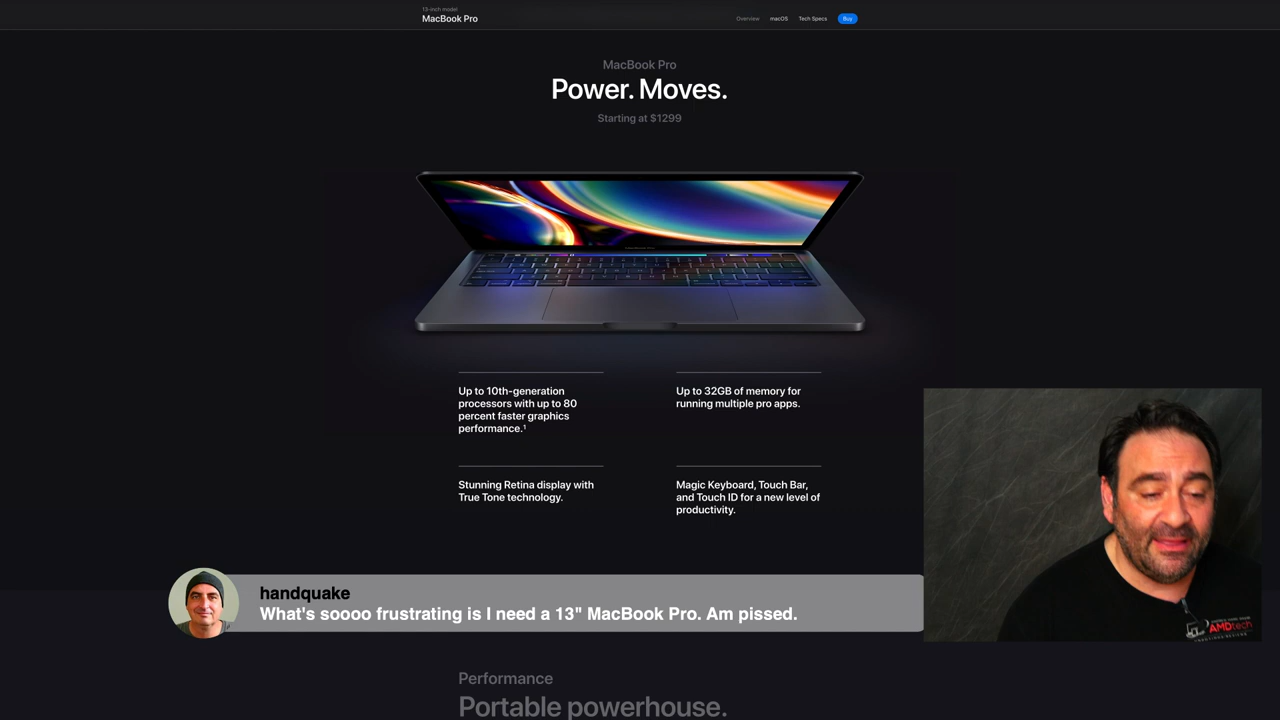 13-inch model
MacBook Pro
Overview macOS Tech Specs Buy
MacBook Pro
Power. Moves.
Starting at $1299
Up to 10th-generation
processors with up to 80
percent faster graphics
performance.¹
Up to 32GB of memory for
running multiple pro apps.
Stunning Retina display with
True Tone technology.
Magic Keyboard, Touch Bar,
and Touch ID for a new level of
productivity.
handquake
What's soooo frustrating is I need a 13" MacBook Pro. Am pissed.
AMDtech
Performance
Portable powerhouse.